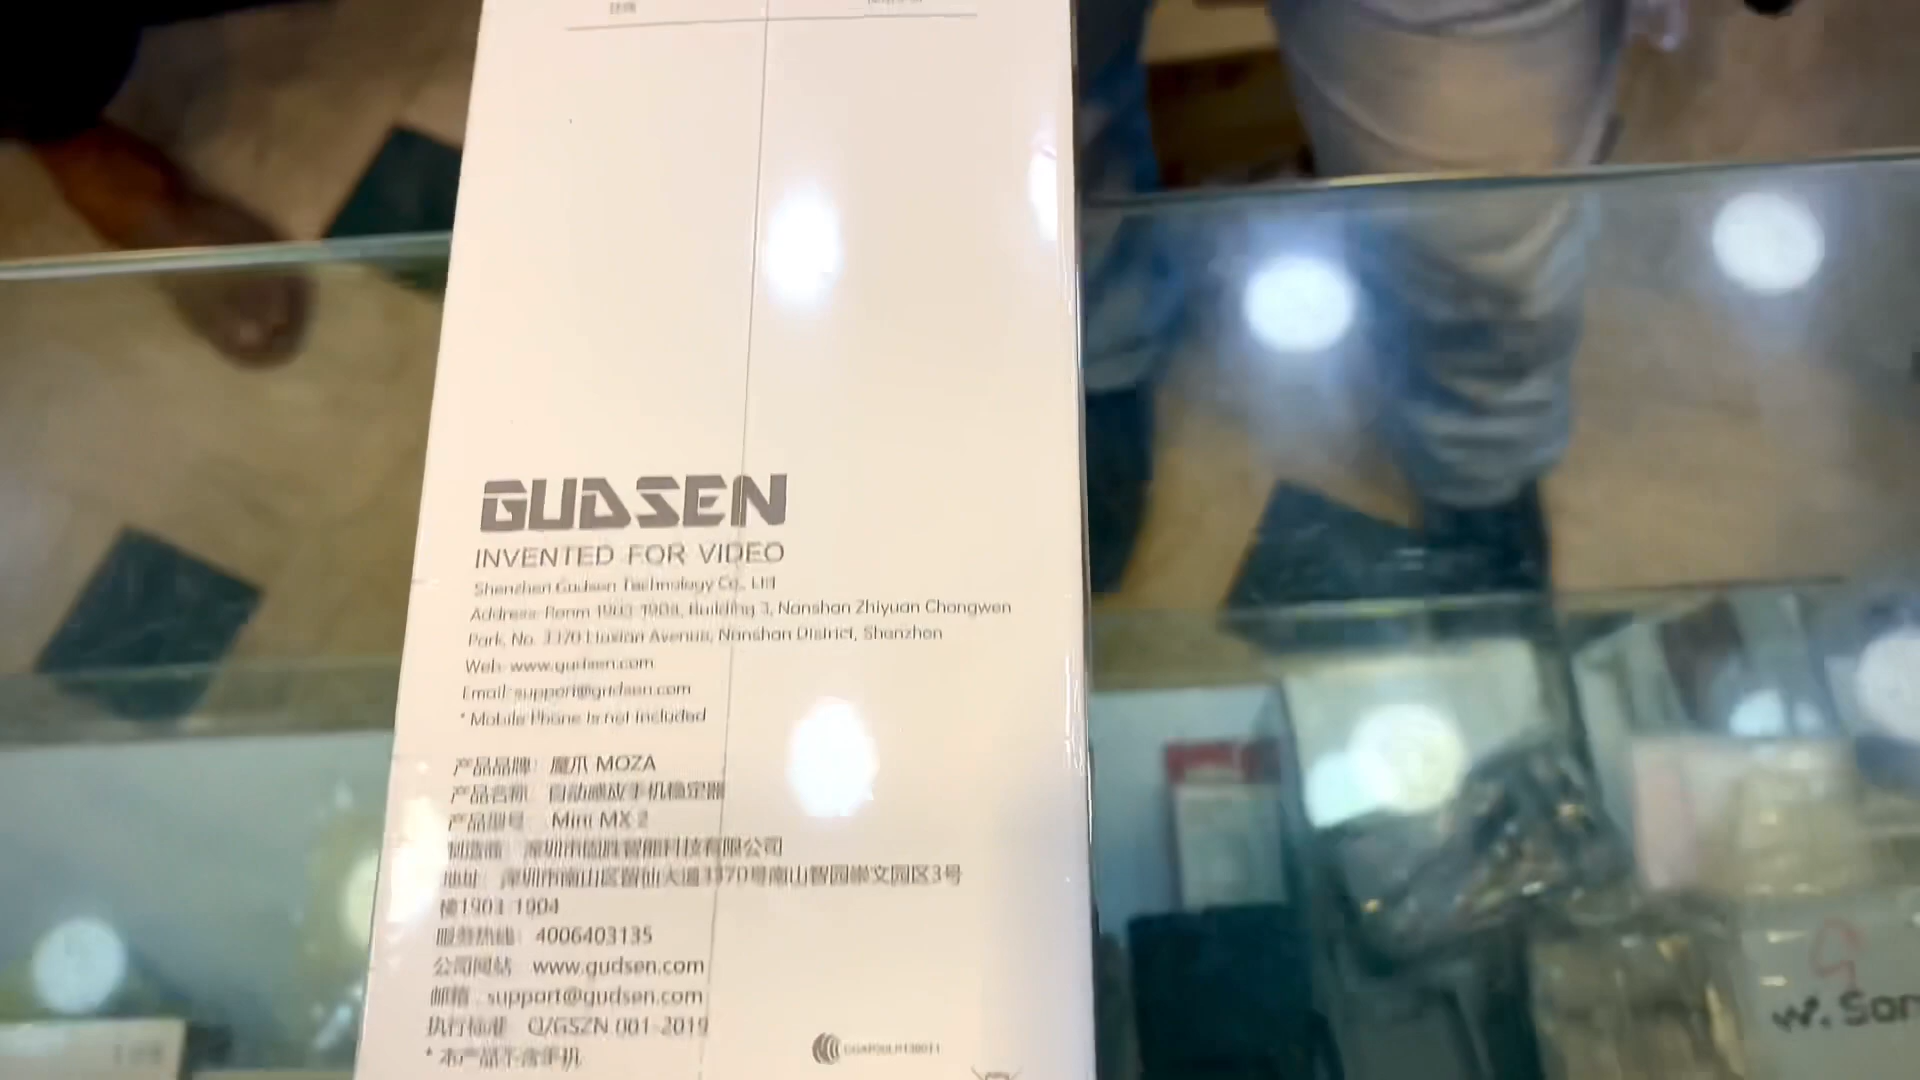 GUDSEN
INVENTED FOR VIDEO
Shenzhen Gudsen Technology Co., Ltd
Address: Room 1903-1908, Building 3, Nanshan Zhiyuan Chongwen
Park, No. 3370 Liuxian Avenue, Nanshan District, Shenzhen
Web: www.gudsen.com
Email: support@gudsen.com
* Mobile Phone is not included
产品品牌: 魔爪 MOZA
产品名称: 自动感应手机稳定器
产品型号: Mini MX 2
制造商: 深圳市固胜智能科技有限公司
地址: 深圳市南山区留仙大道3370号南山智园崇文园区3号
楼1903-1904
服务热线: 4006403135
公司网站: www.gudsen.com
邮箱: support@gudsen.com
执行标准: Q/GSZN 001-2019
* 本产品不含手机